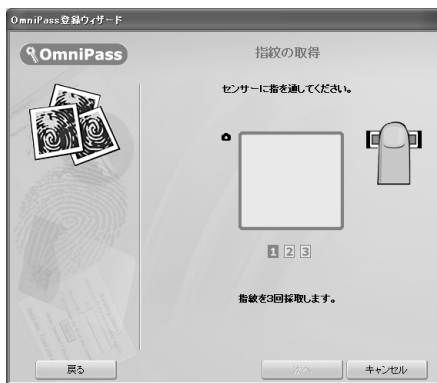 OmniPass登録ウィザード
OmniPass
指紋の取得
センサーに指を通してください。
1 2 3
指紋を3回採取します。
戻る
次へ
キャンセル